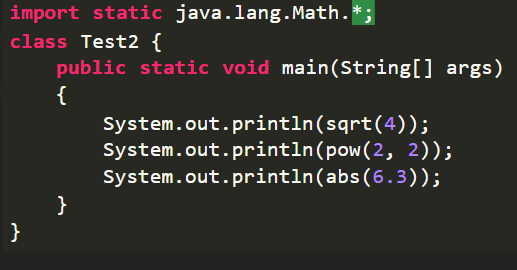 import static java.lang.Math.*;
class Test2 {
    public static void main(String[] args)
    {
        System.out.println(sqrt(4));
        System.out.println(pow(2, 2));
        System.out.println(abs(6.3));
    }
}